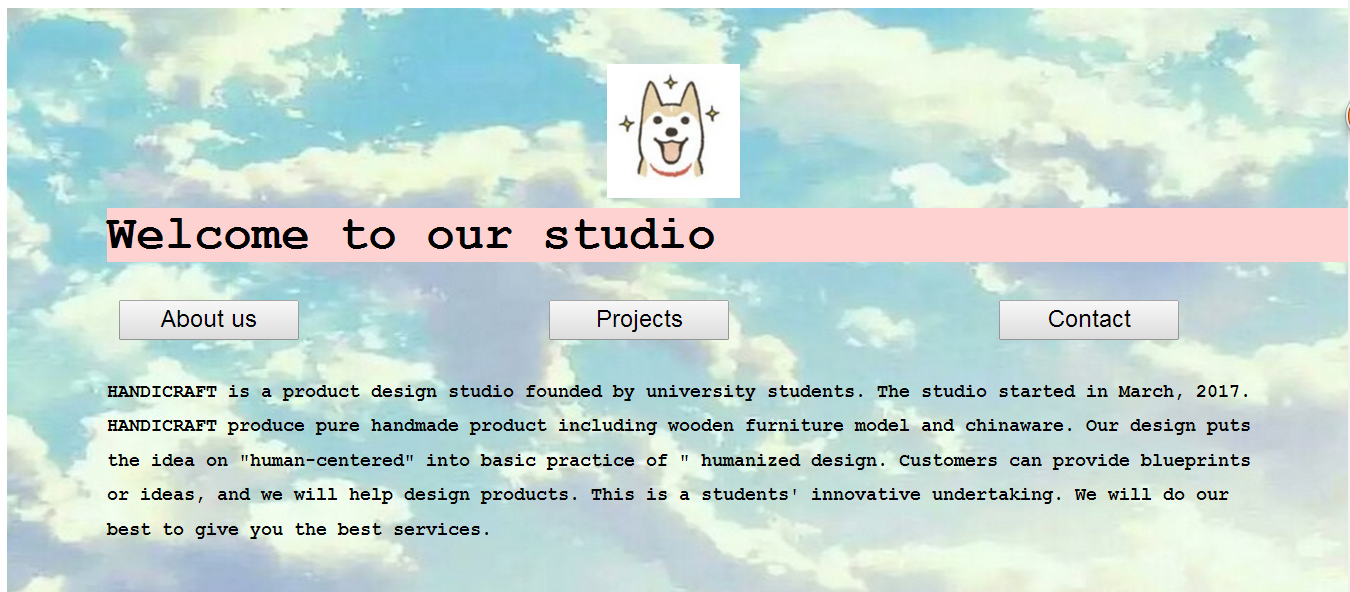 Welcome to our studio
About us
Projects
Contact
HANDICRAFT is a product design studio founded by university students. The studio started in March, 2017.
HANDICRAFT produce pure handmade product including wooden furniture model and chinaware. Our design puts
the idea on "human-centered" into basic practice of " humanized design. Customers can provide blueprints
or ideas, and we will help design products. This is a students' innovative undertaking. We will do our
best to give you the best services.